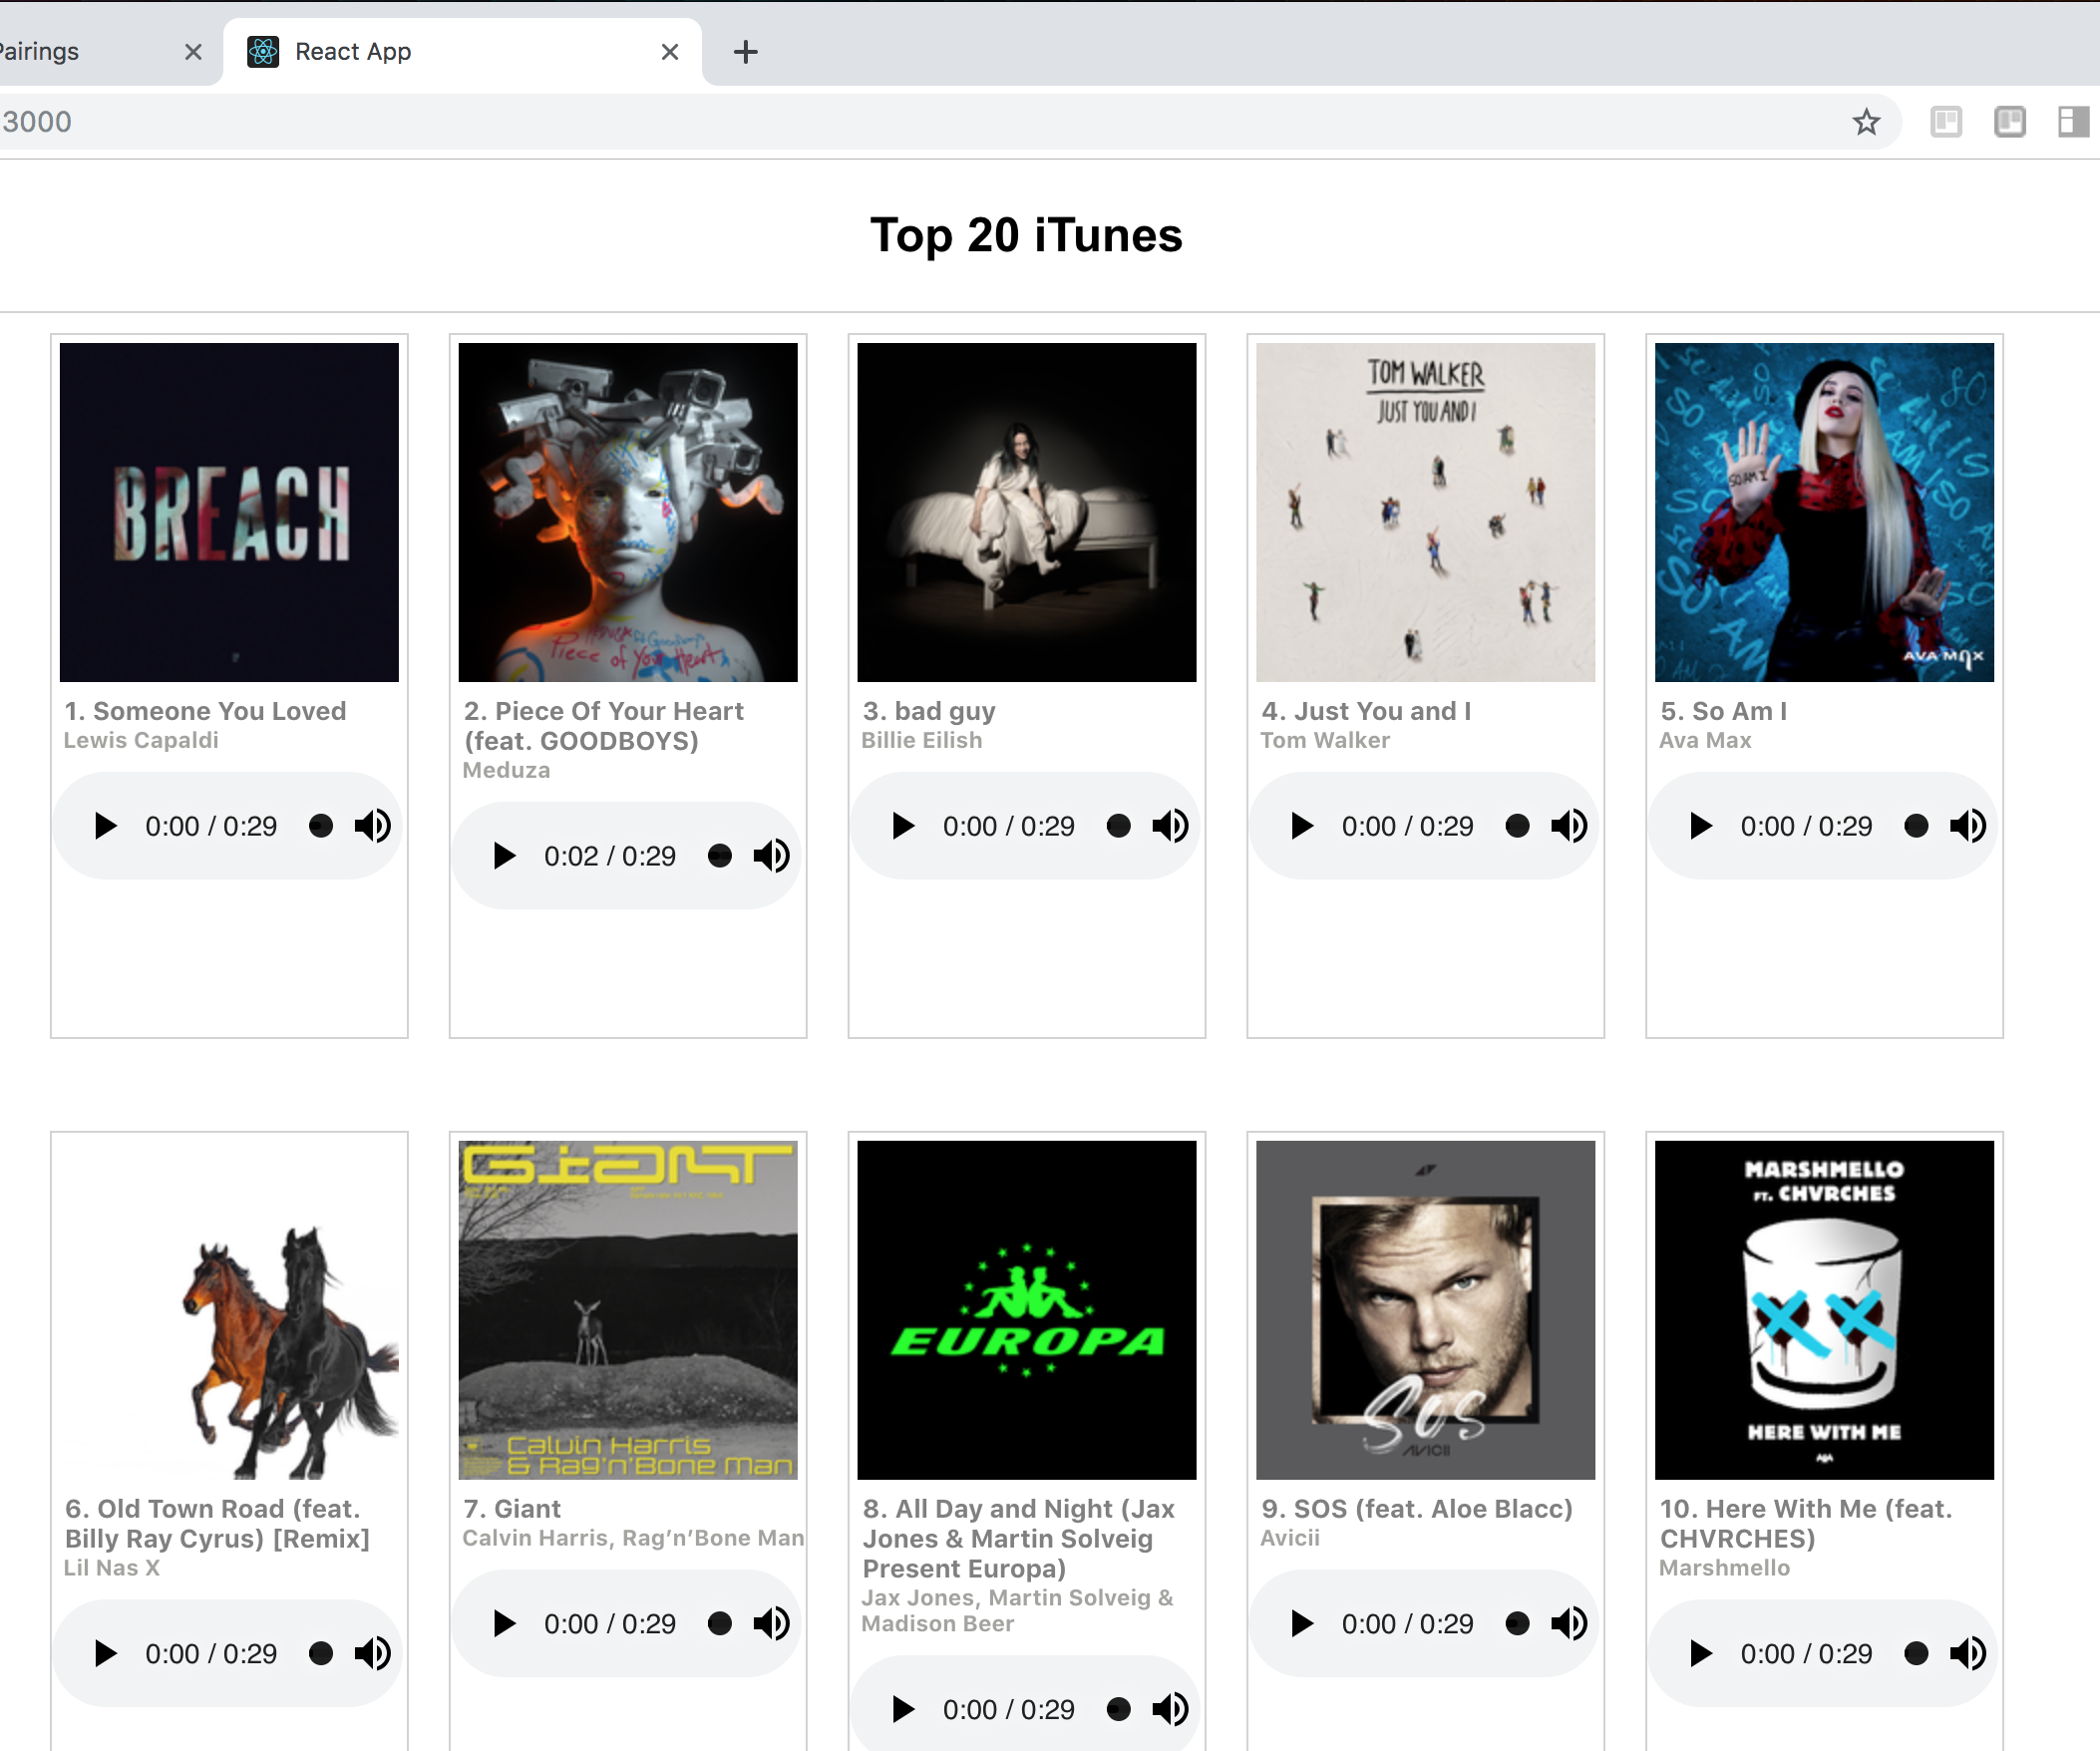 Pairings
React App
3000
Top 20 iTunes
BREACH
Piece of Your Heart
TOM WALKER
JUST YOU AND I
SO AM I
AVA MAX
1. Someone You Loved
Lewis Capaldi
0:00 / 0:29
2. Piece Of Your Heart
(feat. GOODBOYS)
Meduza
0:02 / 0:29
3. bad guy
Billie Eilish
0:00 / 0:29
4. Just You and I
Tom Walker
0:00 / 0:29
5. So Am I
Ava Max
0:00 / 0:29
GIANT
Calvin Harris
& Rag'n'Bone Man
EUROPA
SOS
AVICII
MARSHMELLO
FT. CHVRCHES
HERE WITH ME
6. Old Town Road (feat.
Billy Ray Cyrus) [Remix]
Lil Nas X
0:00 / 0:29
7. Giant
Calvin Harris, Rag’n’Bone Man
0:00 / 0:29
8. All Day and Night (Jax
Jones & Martin Solveig
Present Europa)
Jax Jones, Martin Solveig &
Madison Beer
0:00 / 0:29
9. SOS (feat. Aloe Blacc)
Avicii
0:00 / 0:29
10. Here With Me (feat.
CHVRCHES)
Marshmello
0:00 / 0:29